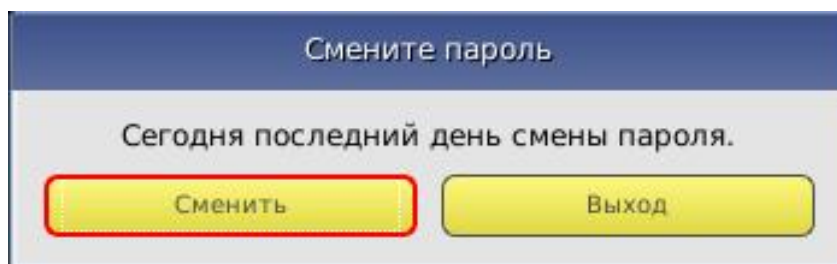 Смените пароль
Сегодня последний день смены пароля.
Сменить
Выход